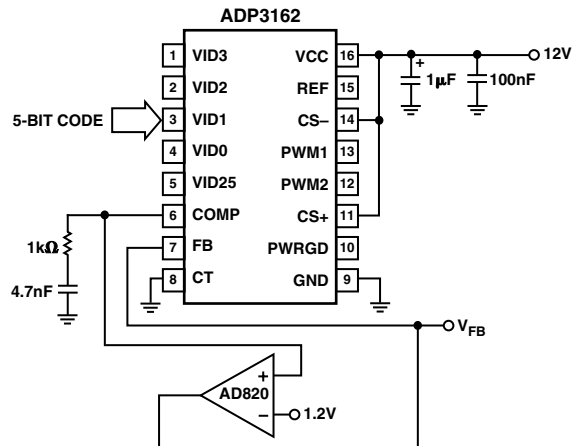 ADP3162
1 VID3 VCC 16
12V
2 VID2 REF 15
+
1µF
100nF
5-BIT CODE
3 VID1 CS– 14
4 VID0 PWM1 13
5 VID25 PWM2 12
6 COMP CS+ 11
1kΩ
7 FB PWRGD 10
8 CT GND 9
4.7nF
VFB
+
AD820
–
1.2V